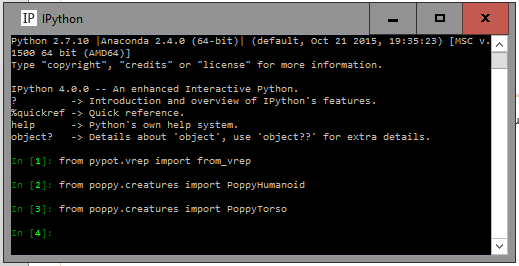 IP IPython
Python 2.7.10 |Anaconda 2.4.0 (64-bit)| (default, Oct 21 2015, 19:35:23) [MSC v.
1500 64 bit (AMD64)]
Type "copyright", "credits" or "license" for more information.
IPython 4.0.0 -- An enhanced Interactive Python.
?         -> Introduction and overview of IPython's features.
%quickref -> Quick reference.
help      -> Python's own help system.
object?   -> Details about 'object', use 'object??' for extra details.
In [1]: from pypot.vrep import from_vrep
In [2]: from poppy.creatures import PoppyHumanoid
In [3]: from poppy.creatures import PoppyTorso
In [4]: